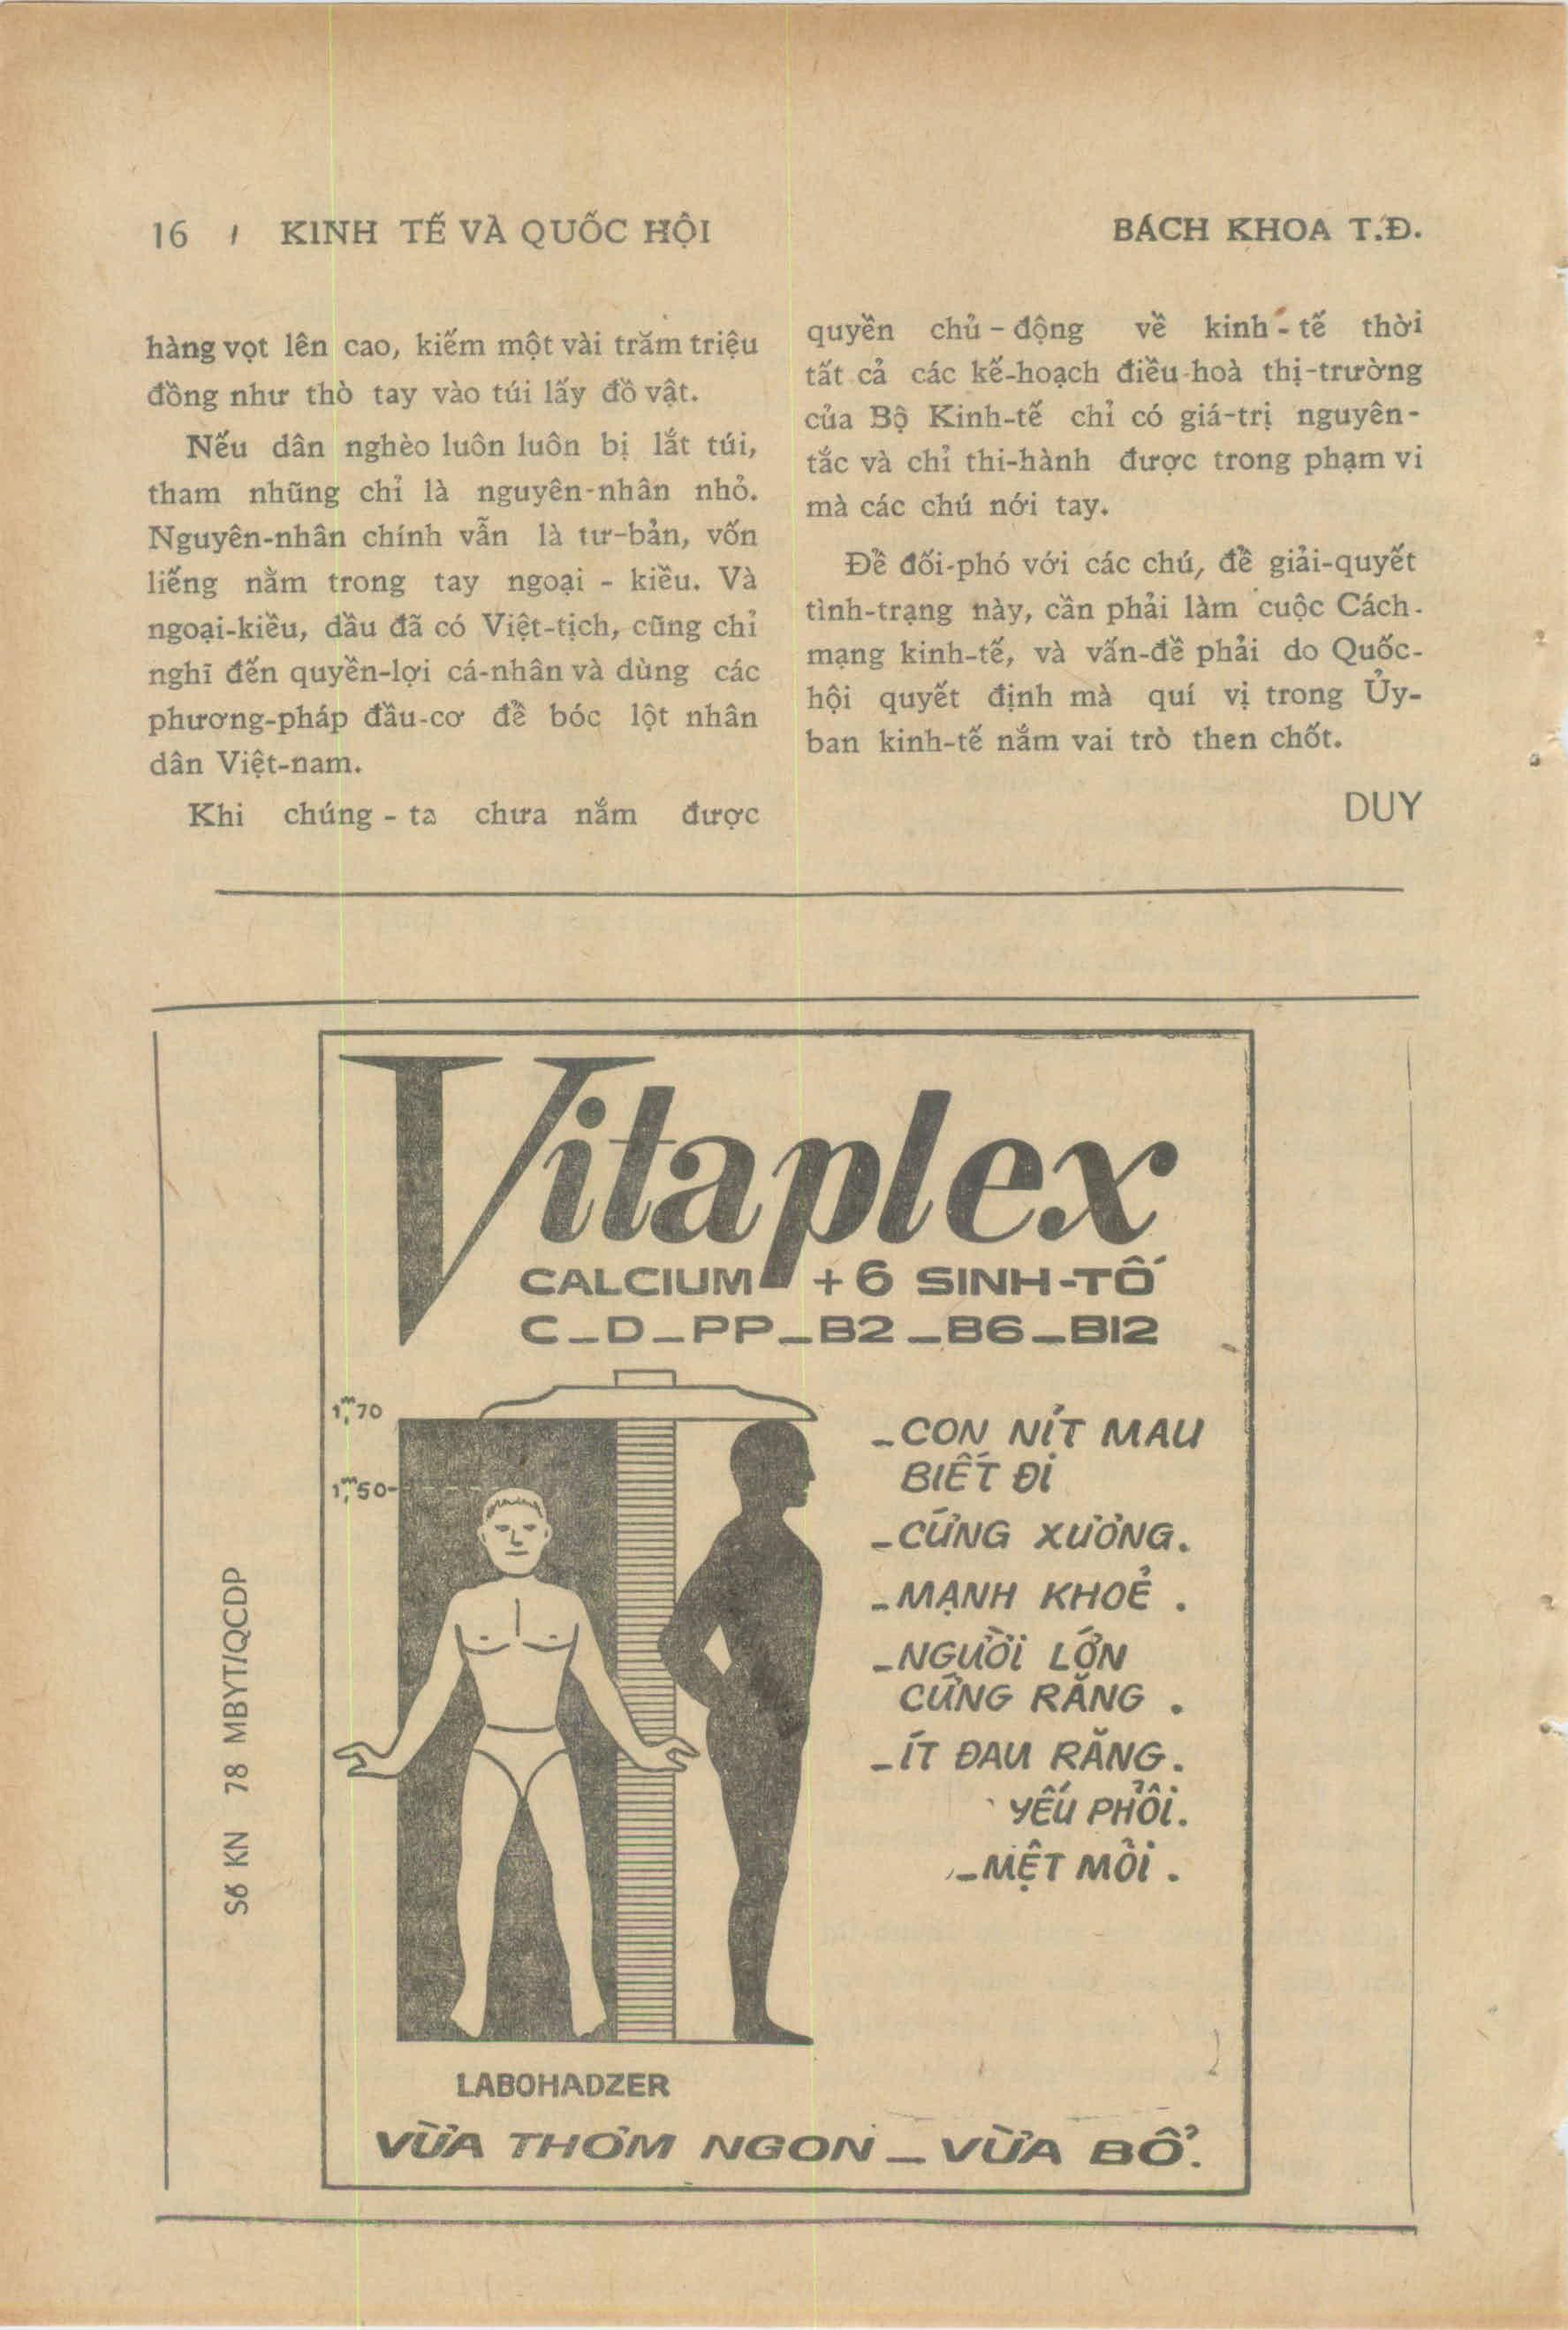 16 / KINH TẾ VÀ QUỐC HỘI
BÁCH KHOA T.Đ.
hàng vọt lên cao, kiếm một vài trăm triệu
đồng như thò tay vào túi lấy đồ vật.
Nếu dân nghèo luôn luôn bị lắt túi,
tham nhũng chỉ là nguyên-nhân nhỏ.
Nguyên-nhân chính vẫn là tư-bản, vốn
liếng nằm trong tay ngoại - kiều. Và
ngoại-kiều, dầu đã có Việt-tịch, cũng chỉ
nghĩ đến quyền-lợi cá-nhân và dùng các
phương-pháp đầu-cơ để bóc lột nhân
dân Việt-nam.
Khi chúng - ta chưa nắm được
quyền chủ - động về kinh - tế thời
tất cả các kế-hoạch điều-hoà thị-trường
của Bộ Kinh-tế chỉ có giá-trị nguyên-
tắc và chỉ thi-hành được trong phạm vi
mà các chú nới tay.
Để đối-phó với các chú, để giải-quyết
tình-trạng này, cần phải làm cuộc Cách-
mạng kinh-tế, và vấn-đề phải do Quốc-
hội quyết định mà quí vị trong Ủy-
ban kinh-tế nắm vai trò then chốt.
DUY
Vitaplex
CALCIUM + 6 SINH-TỐ
C_D_PP_B2_B6_B12
1m,70
1m,50-
_CON NÍT MAU
BIẾT ĐI
_CỨNG XƯƠNG.
_MẠNH KHOẺ .
_NGƯỜI LỚN
CỨNG RĂNG .
_ÍT ĐAU RĂNG.
YẾU PHỔI.
_MỆT MỎI .
LABOHADZER
VỪA THƠM NGON _ VỪA BỔ.
Số KN 78 MBYT/QCDP